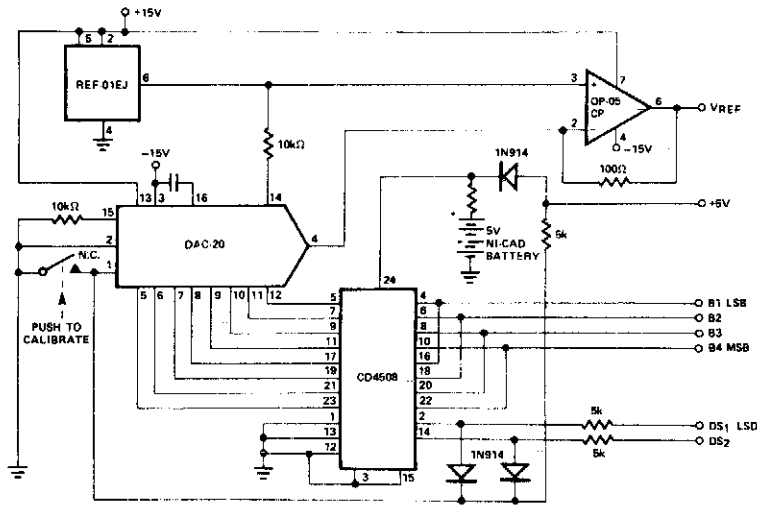 +15V
5 2
REF-01EJ
6
4
3
+
7
OP-05
CP
6
VREF
2
4
-15V
100Ω
10kΩ
-15V
1N914
+5V
13 3 16 14
10kΩ
15
DAC-20
4
2
N.C.
1
5 6 7 8 9 10 11 12
PUSH TO
CALIBRATE
+
5V
+
NI-CAD
BATTERY
5k
24
5 4 B1 LSB
7 6 B2
9 8 B3
11 10 B4 MSB
17 16
19 18
CD4508
21 20
23 22
1 2
13 14
12
3 15
5k
DS1 LSD
DS2
5k
1N914